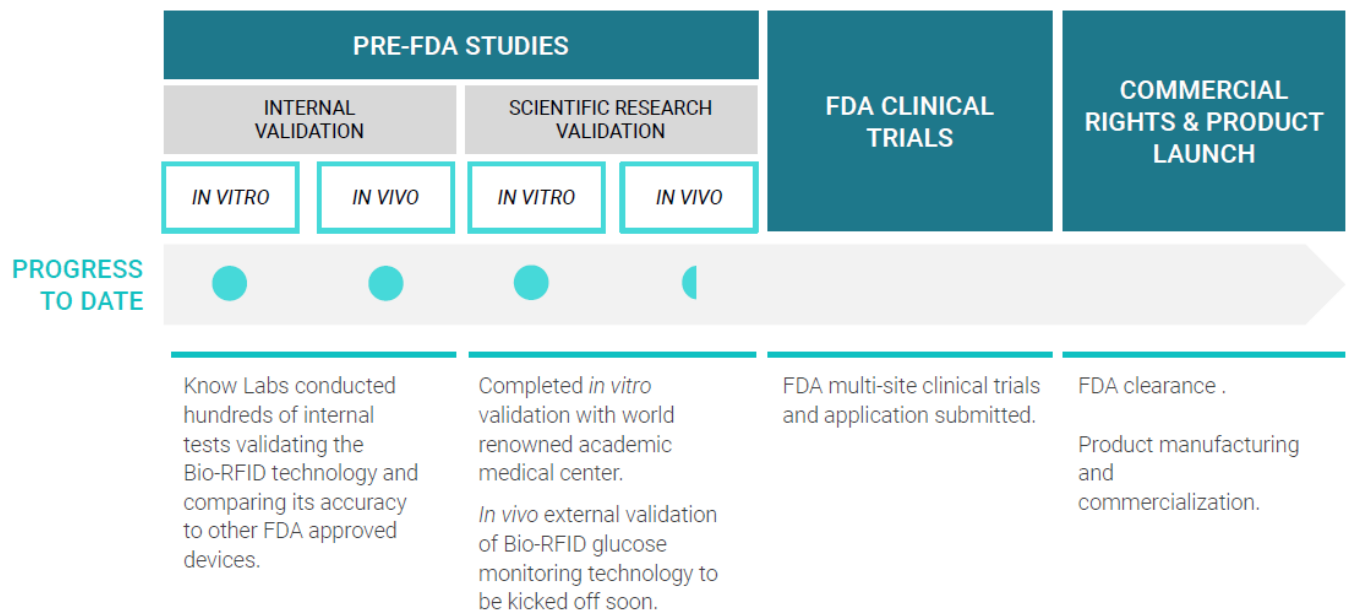 PRE-FDA STUDIES
INTERNAL
VALIDATION
SCIENTIFIC RESEARCH
VALIDATION
IN VITRO
IN VIVO
IN VITRO
IN VIVO
FDA CLINICAL
TRIALS
COMMERCIAL
RIGHTS & PRODUCT
LAUNCH
PROGRESS
TO DATE
Know Labs conducted
hundreds of internal
tests validating the
Bio-RFID technology and
comparing its accuracy
to other FDA approved
devices.
Completed in vitro
validation with world
renowned academic
medical center.
In vivo external validation
of Bio-RFID glucose
monitoring technology to
be kicked off soon.
FDA multi-site clinical trials
and application submitted.
FDA clearance .
Product manufacturing
and
commercialization.